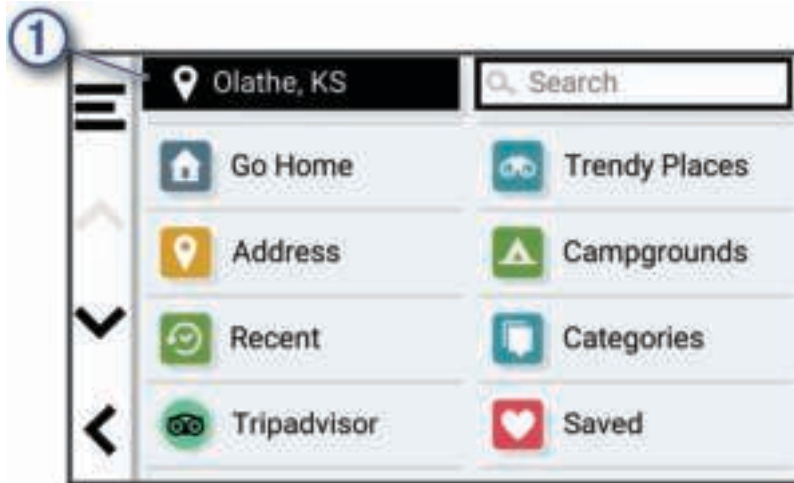 1
Olathe, KS
Search
Go Home
Trendy Places
Address
Campgrounds
Recent
Categories
Tripadvisor
Saved